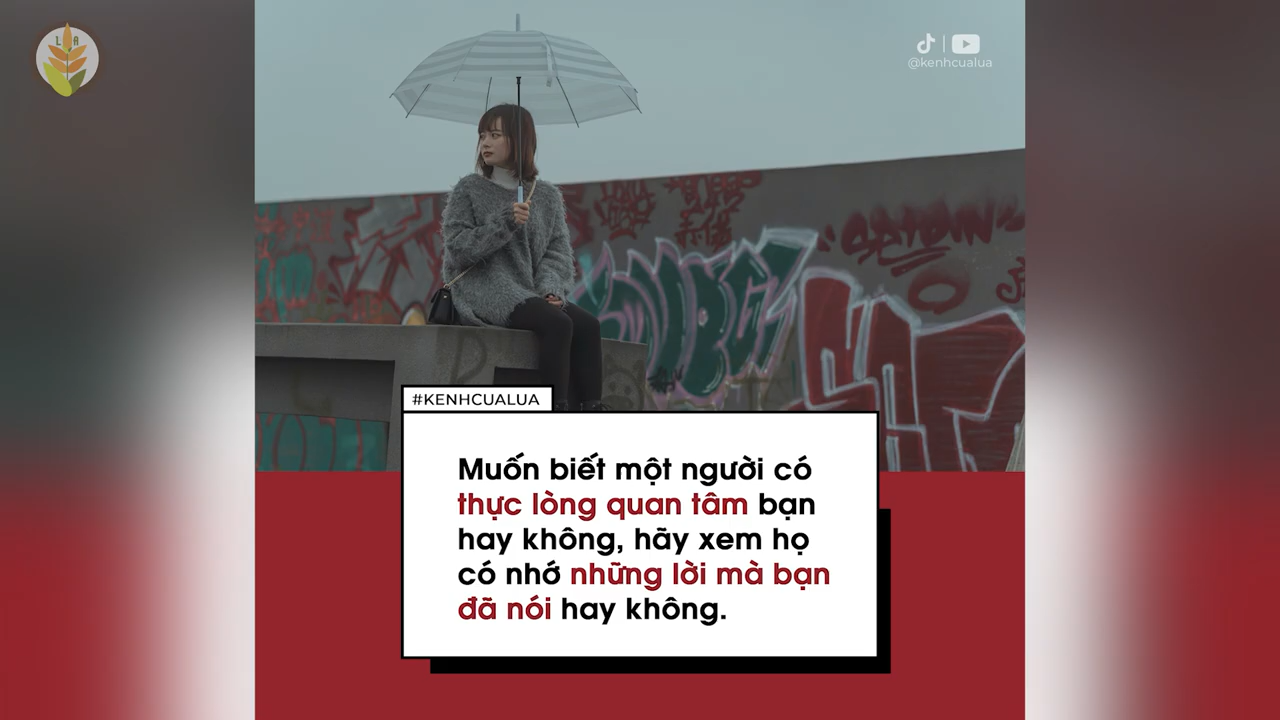 L A
@kenhcualua
#KENHCUALUA
Muốn biết một người có
thực lòng quan tâm bạn
hay không, hãy xem họ
có nhớ những lời mà bạn
đã nói hay không.